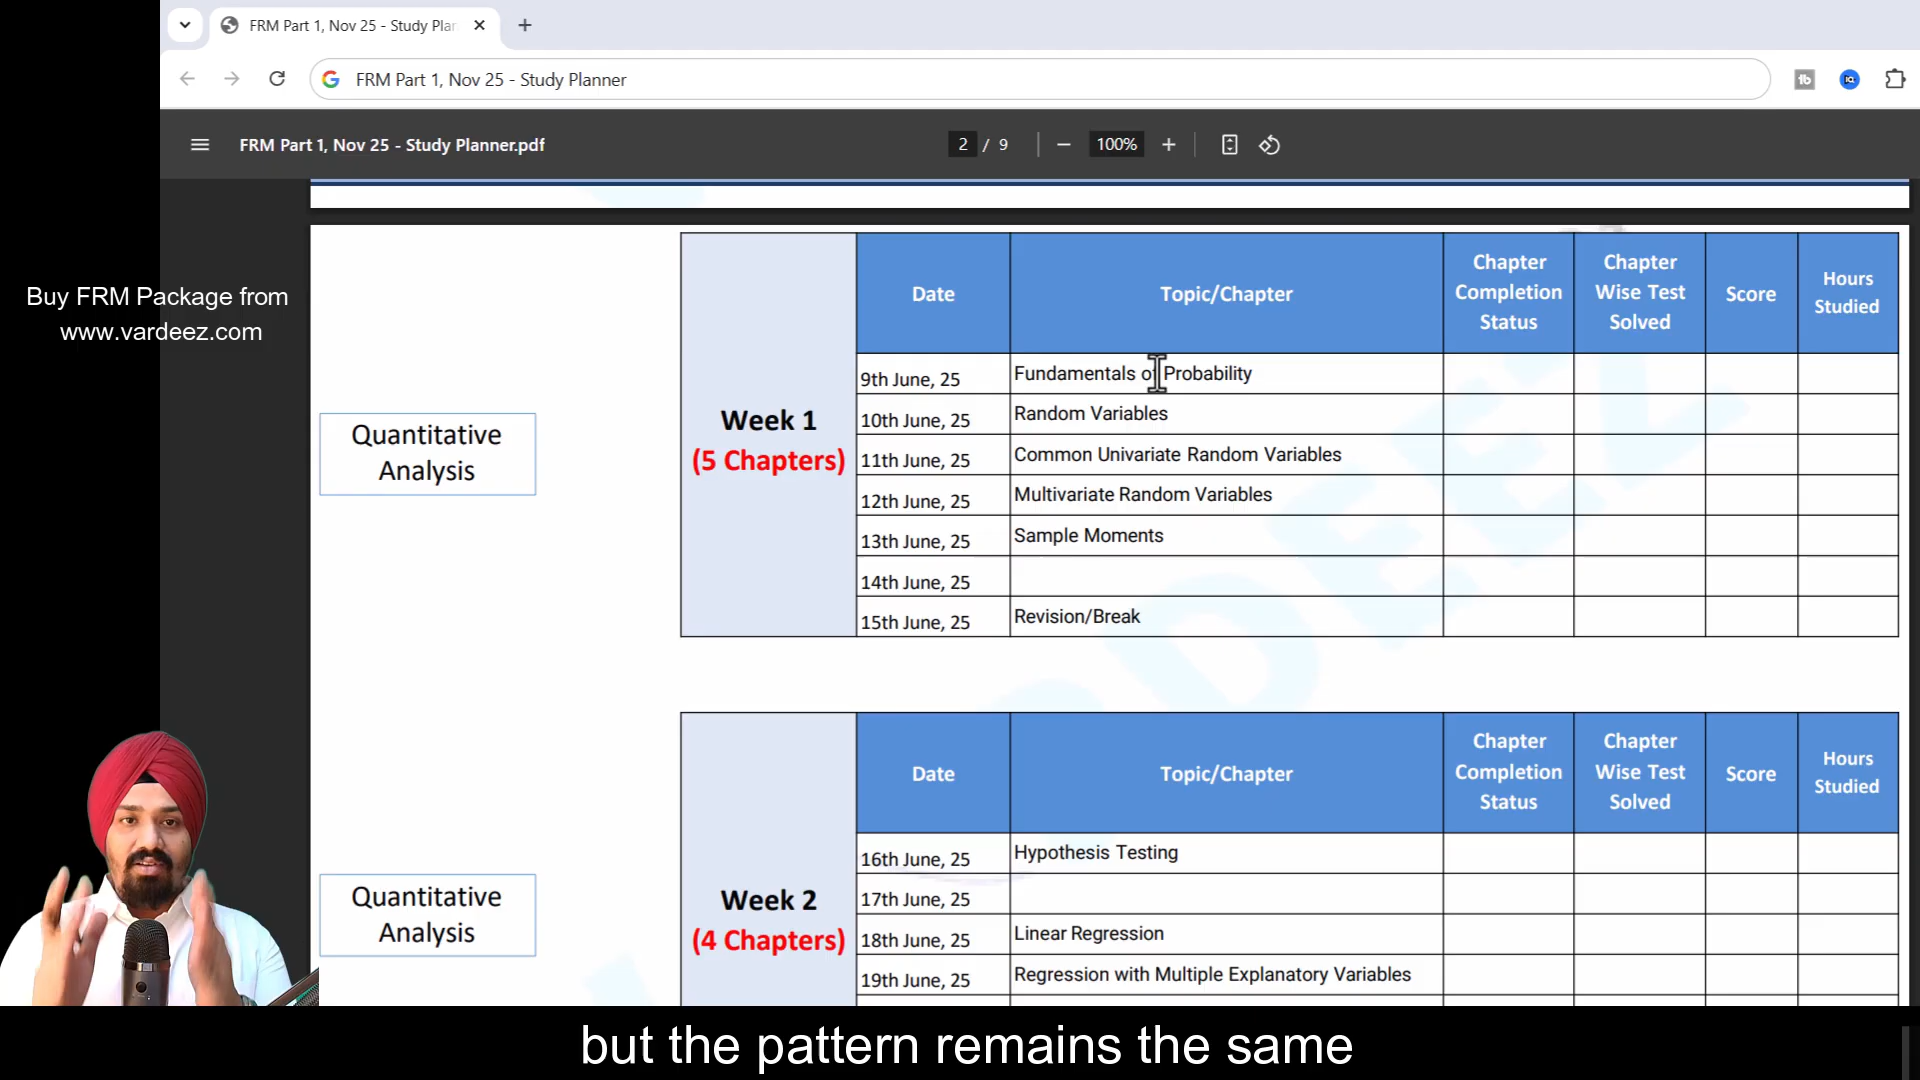 FRM Part 1, Nov 25 - Study Plan
FRM Part 1, Nov 25 - Study Planner
FRM Part 1, Nov 25 - Study Planner.pdf
2 / 9
100%
Buy FRM Package from
www.vardeez.com
Quantitative
Analysis
Week 1
(5 Chapters)
Date
Topic/Chapter
Chapter
Completion
Status
Chapter
Wise Test
Solved
Score
Hours
Studied
9th June, 25 Fundamentals of Probability
10th June, 25 Random Variables
11th June, 25 Common Univariate Random Variables
12th June, 25 Multivariate Random Variables
13th June, 25 Sample Moments
14th June, 25
15th June, 25 Revision/Break
Quantitative
Analysis
Week 2
(4 Chapters)
Date
Topic/Chapter
Chapter
Completion
Status
Chapter
Wise Test
Solved
Score
Hours
Studied
16th June, 25 Hypothesis Testing
17th June, 25
18th June, 25 Linear Regression
19th June, 25 Regression with Multiple Explanatory Variables
but the pattern remains the same